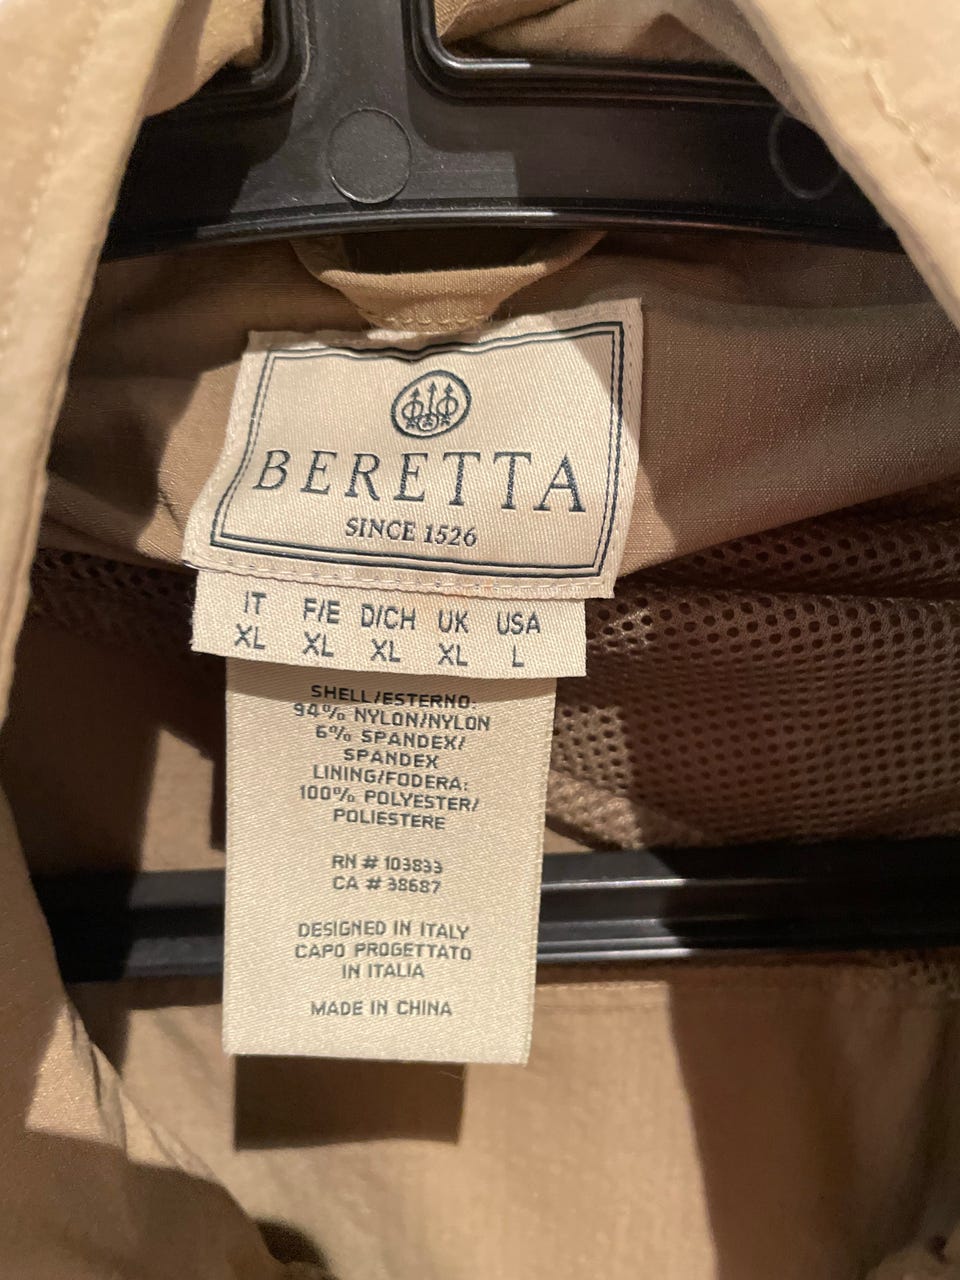 BERETTA
SINCE 1526
IT F/E D/CH UK USA
XL XL XL XL L
SHELL/ESTERNO:
94% NYLON/NYLON
6% SPANDEX/
SPANDEX
LINING/FODERA:
100% POLYESTER/
POLIESTERE
RN # 103833
CA # 38687
DESIGNED IN ITALY
CAPO PROGETTATO
IN ITALIA
MADE IN CHINA